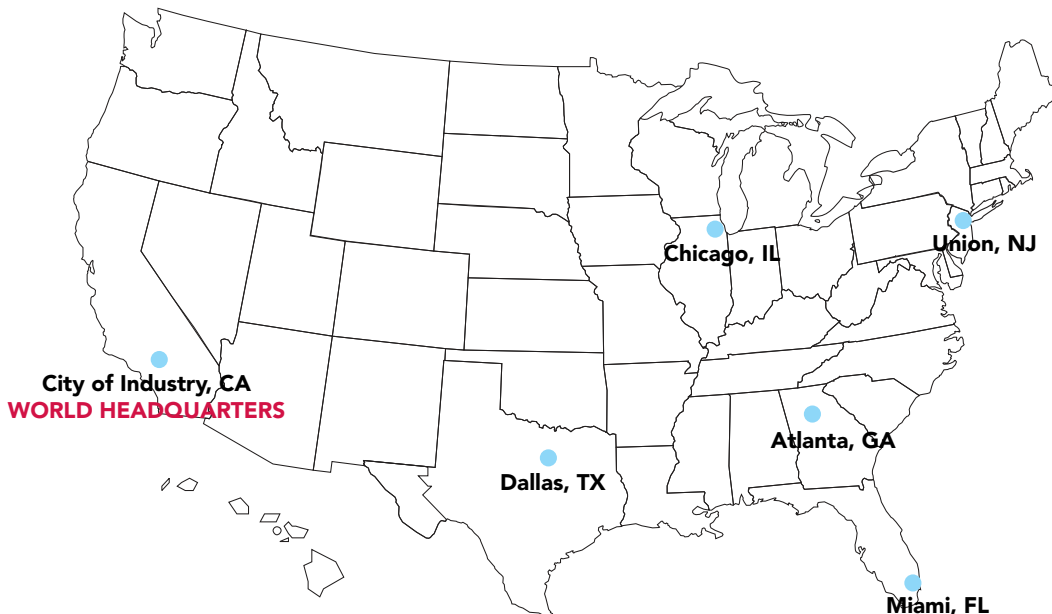 Chicago, IL
Union, NJ
City of Industry, CA
WORLD HEADQUARTERS
Atlanta, GA
Dallas, TX
Miami, FL